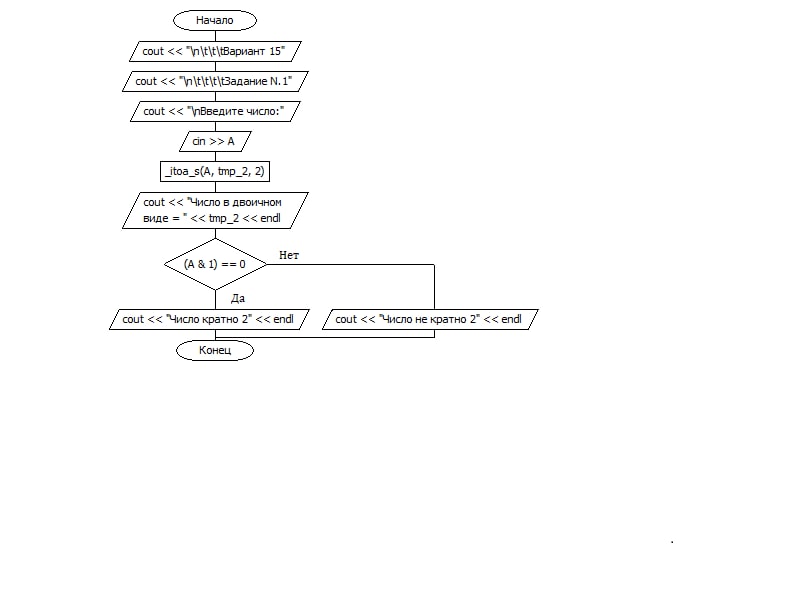 Начало
cout << "\n\t\t\tВариант 15"
cout << "\n\t\t\t\tЗадание N.1"
cout << "\nВведите число:"
cin >> A
_itoa_s(A, tmp_2, 2)
cout << "Число в двоичном
виде = " << tmp_2 << endl
Нет
(A & 1) == 0
Да
cout << "Число кратно 2" << endl
cout << "Число не кратно 2" << endl
Конец